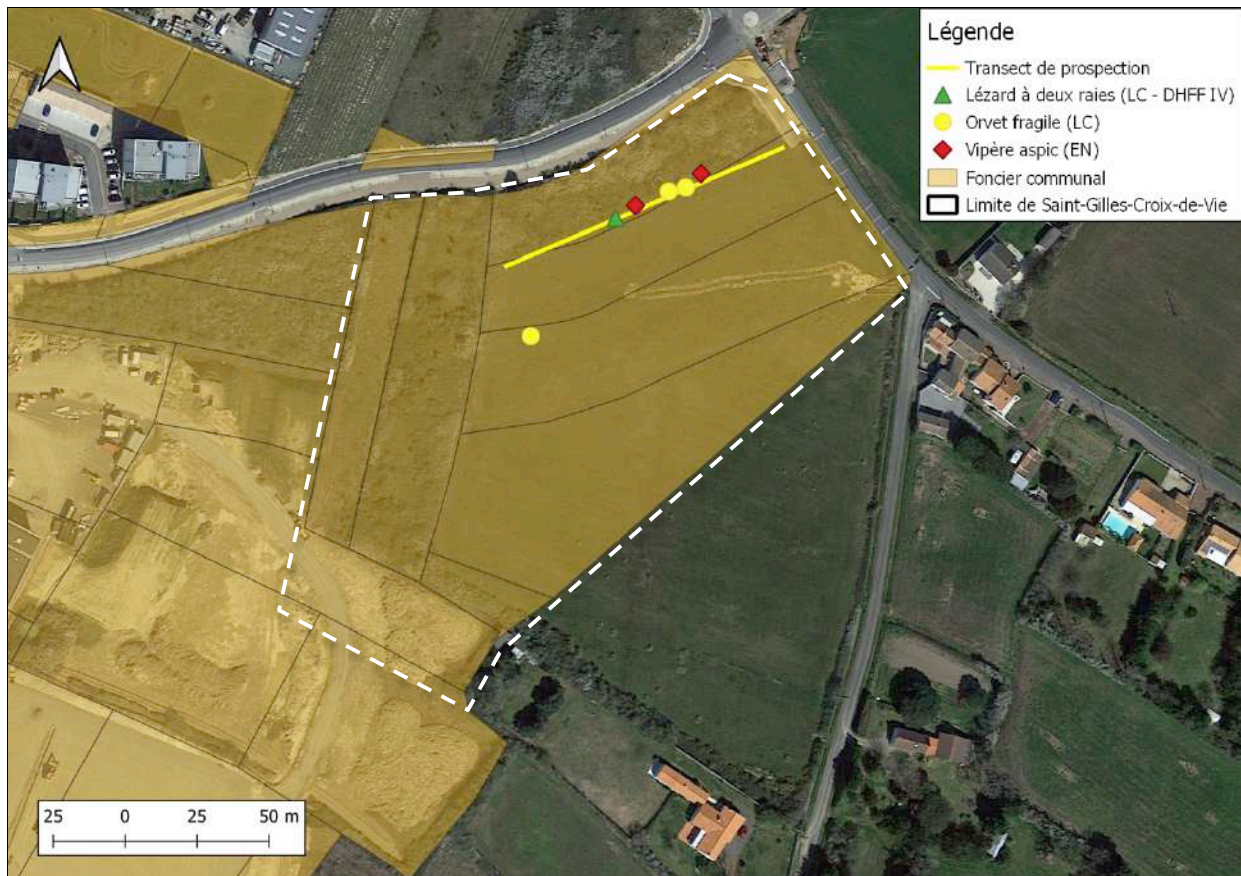 Légende
Transect de prospection
Lézard à deux raies (LC - DHFF IV)
Orvet fragile (LC)
Vipère aspic (EN)
Foncier communal
Limite de Saint-Gilles-Croix-de-Vie
25 0 25 50 m